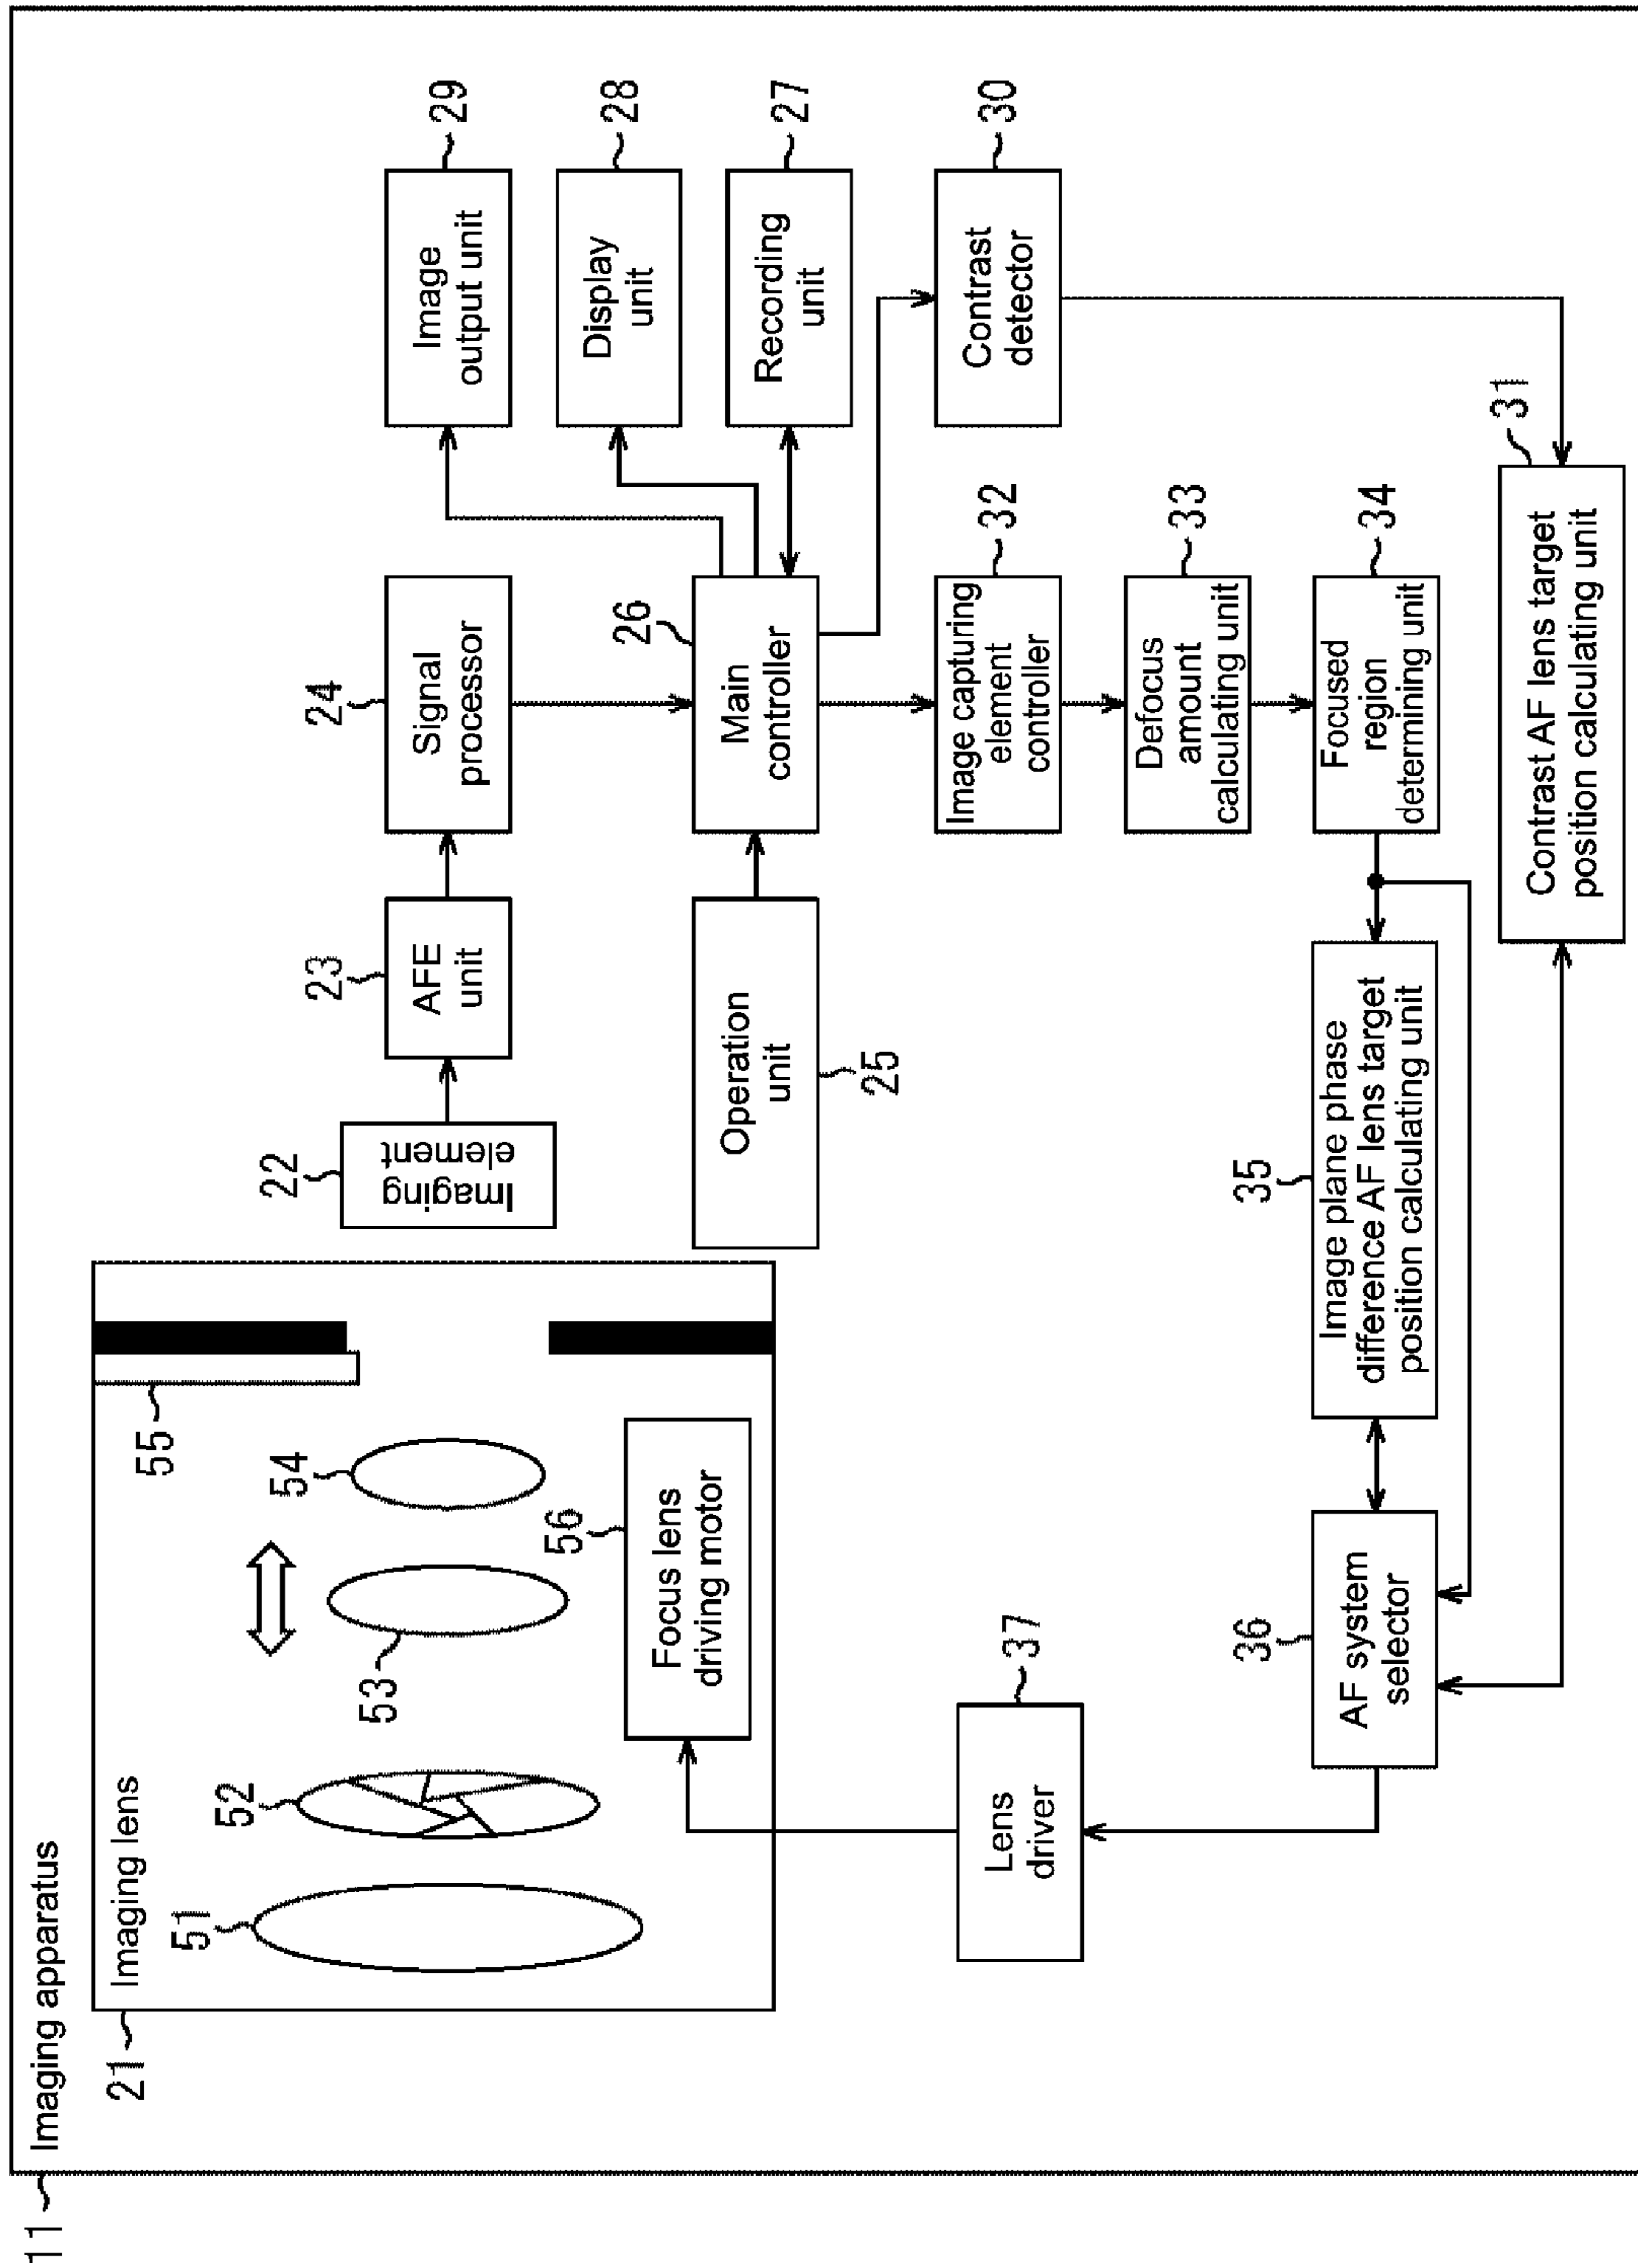 11
Imaging apparatus
21
Imaging lens
51
52
53
54
55
Focus lens
driving motor
56
22
Imaging
element
23
AFE
unit
24
Signal
processor
29
Image
output unit
28
Display
unit
27
Recording
unit
25
Operation
unit
26
Main
controller
30
Contrast
detector
32
Image capturing
element
controller
33
Defocus
amount
calculating unit
34
Focused
region
determining unit
37
Lens
driver
36
AF system
selector
35
Image plane phase
difference AF lens target
position calculating unit
31
Contrast AF lens target
position calculating unit